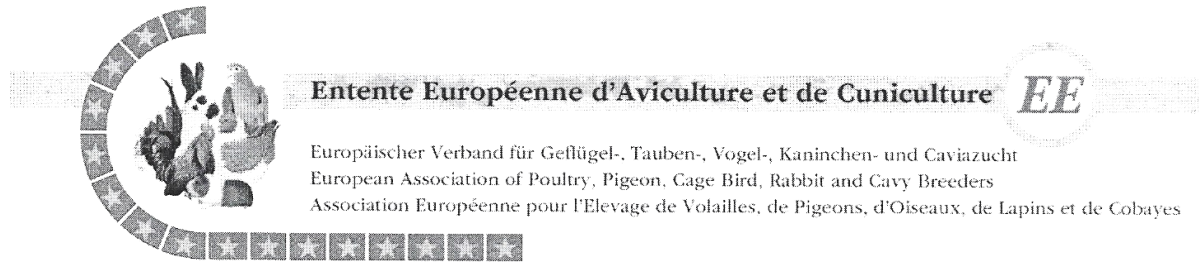 Entente Européenne d'Aviculture et de Cuniculture EE
Europäischer Verband für Geflügel-, Tauben-, Vogel-, Kaninchen- und Caviazucht
European Association of Poultry, Pigeon, Cage Bird, Rabbit and Cavy Breeders
Association Européenne pour l'Elevage de Volailles, de Pigeons, d'Oiseaux, de Lapins et de Cobayes